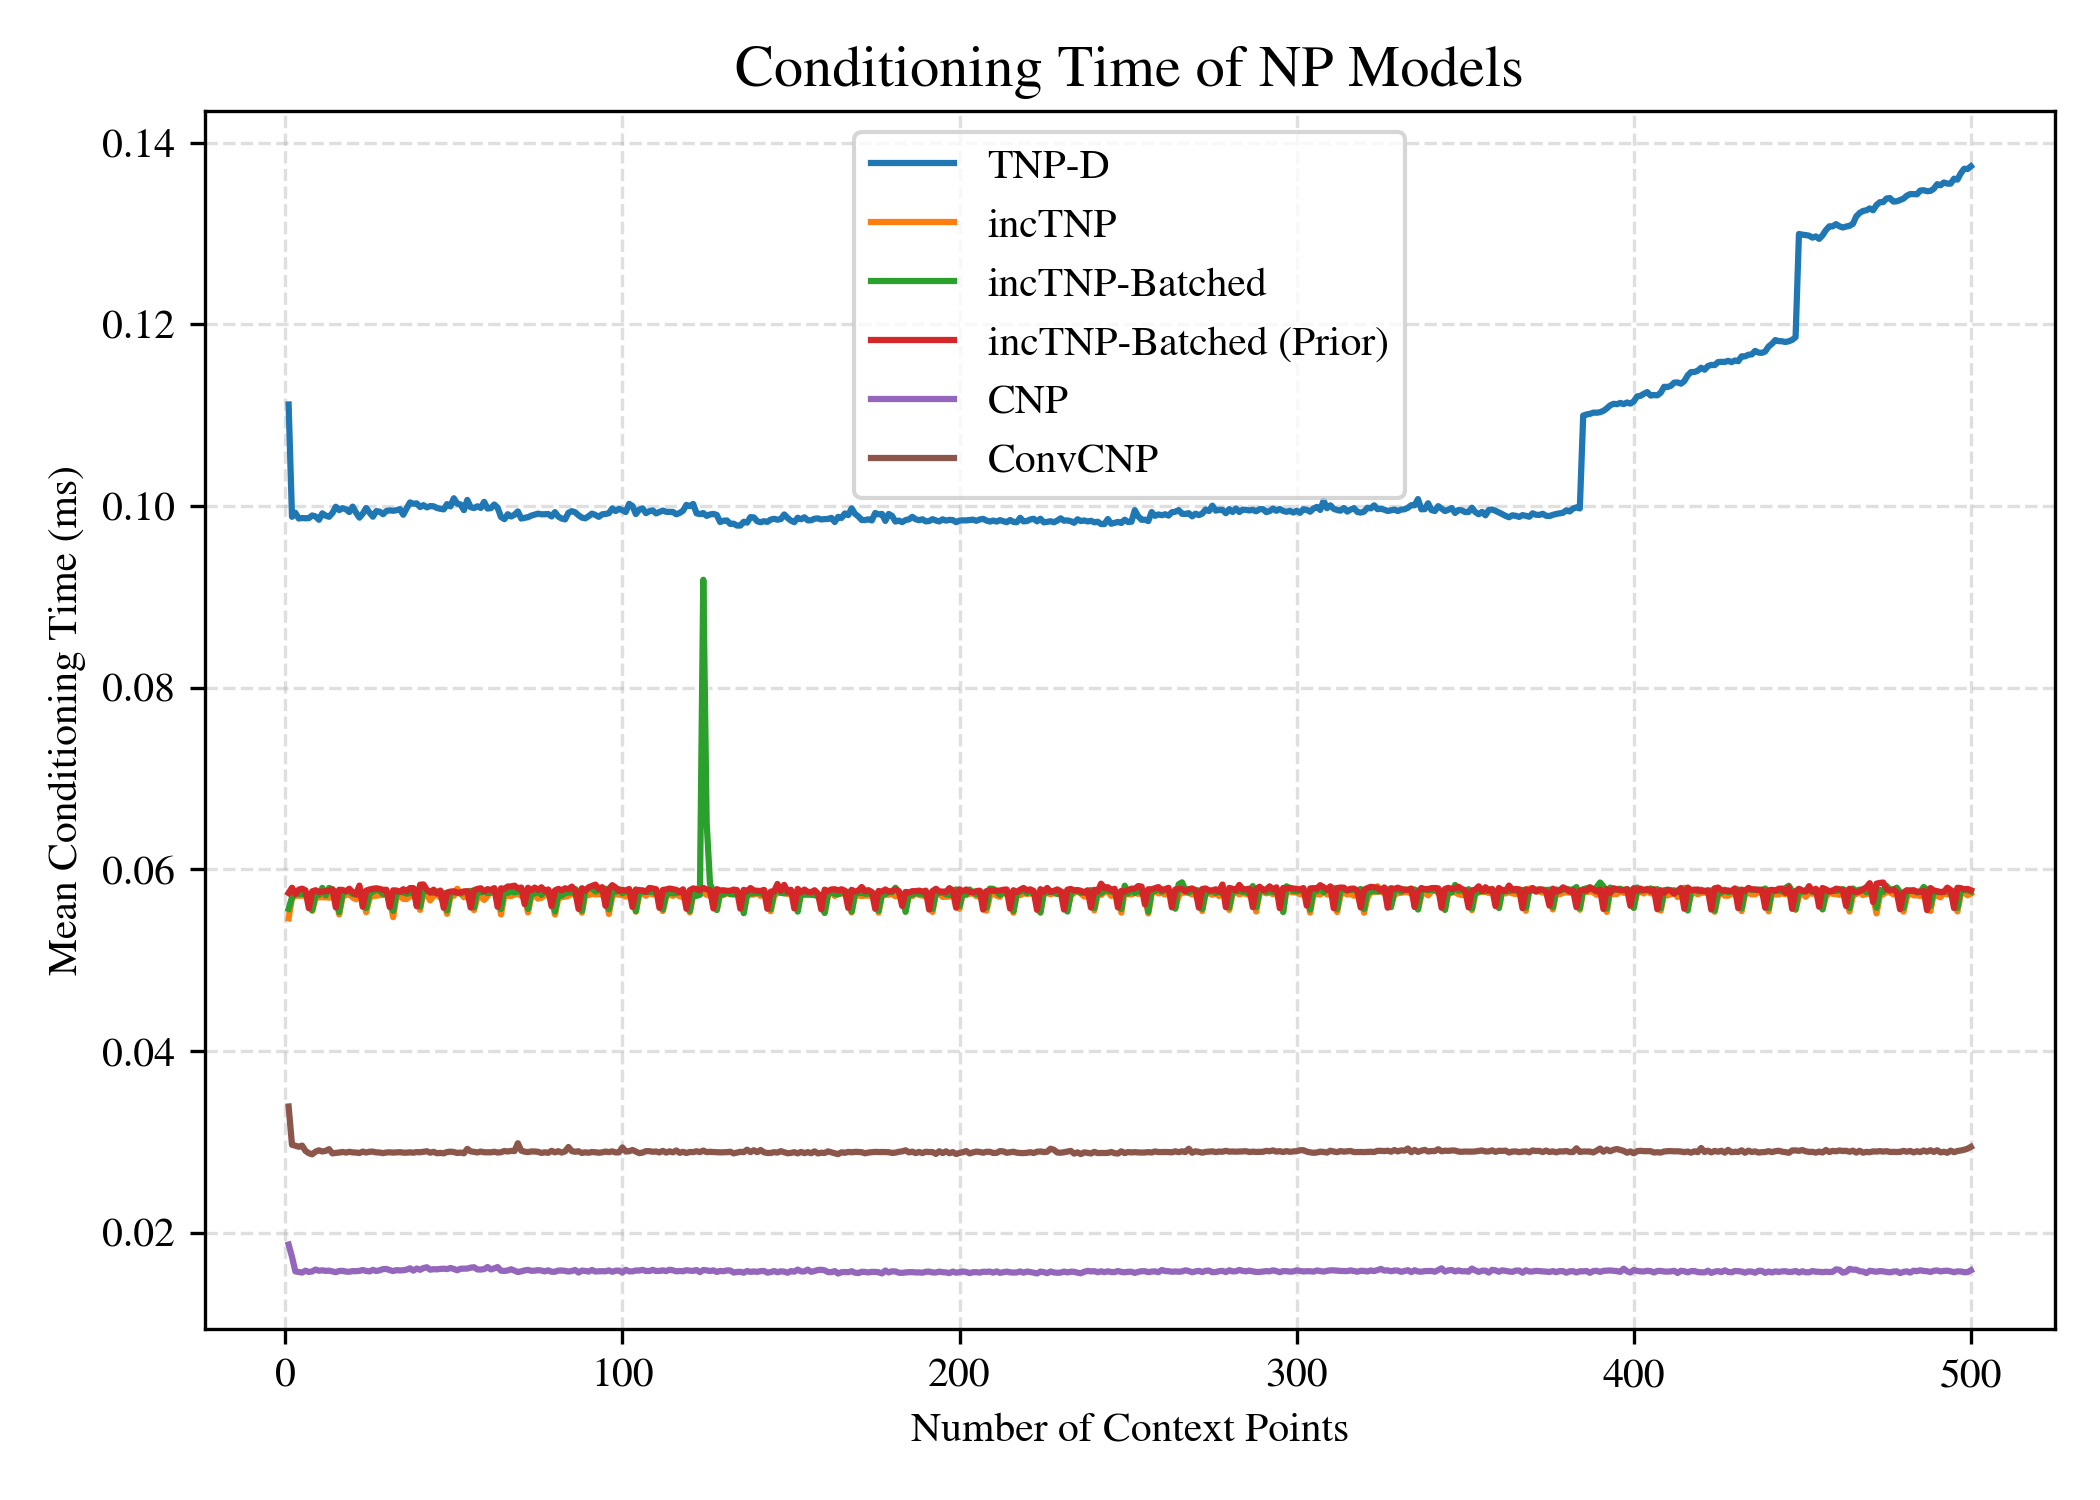 Conditioning Time of NP Models
TNP-D
incTNP
incTNP-Batched
incTNP-Batched (Prior)
CNP
ConvCNP
Mean Conditioning Time (ms)
0.14
0.12
0.10
0.08
0.06
0.04
0.02
0 100 200 300 400 500
Number of Context Points